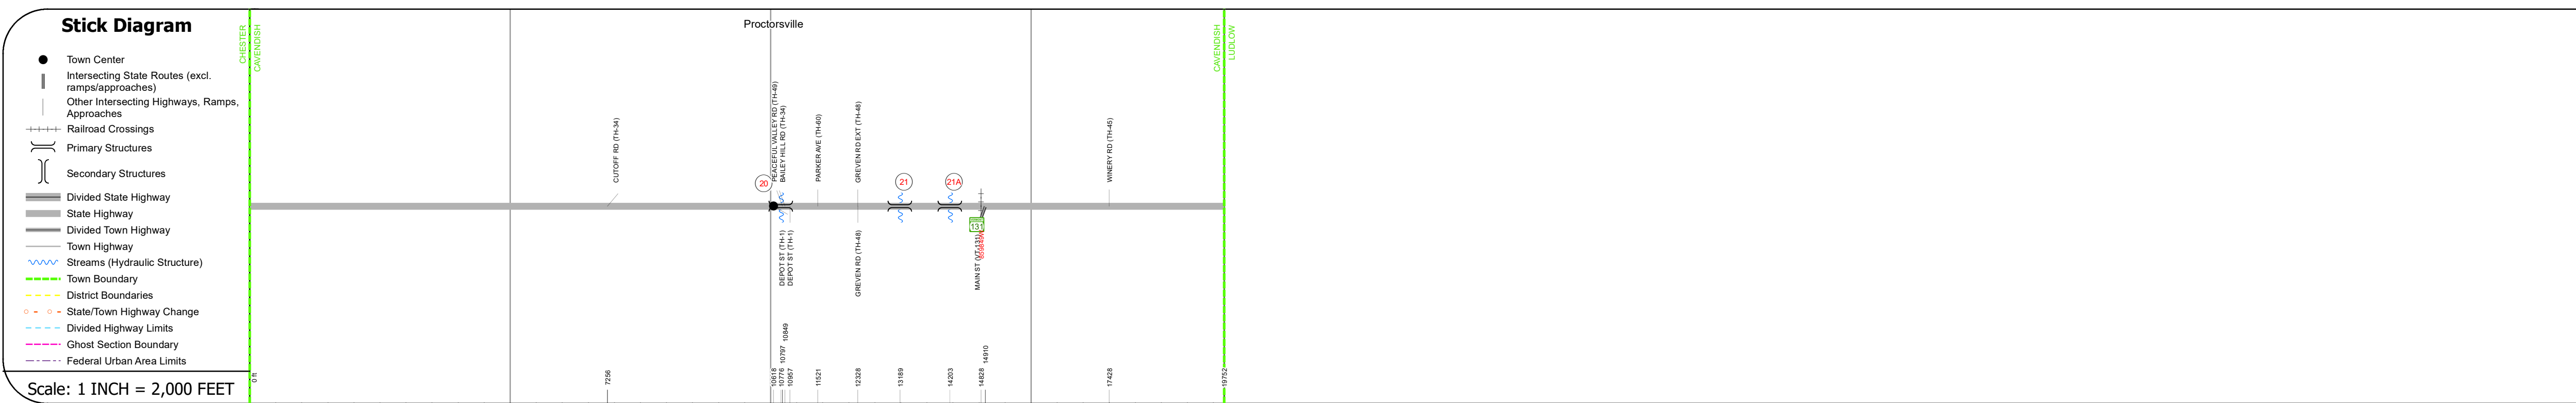 Stick Diagram
Town Center
Intersecting State Routes (excl.
ramps/approaches)
Other Intersecting Highways, Ramps,
Approaches
Railroad Crossings
Primary Structures
Secondary Structures
Divided State Highway
State Highway
Divided Town Highway
Town Highway
Streams (Hydraulic Structure)
Town Boundary
District Boundaries
State/Town Highway Change
Divided Highway Limits
Ghost Section Boundary
Federal Urban Area Limits
Scale: 1 INCH = 2,000 FEET
CHESTER
CAVENDISH
Proctorsville
CAVENDISH
LUDLOW
CUTOFF RD (TH-34)
PEACEFUL VALLEY RD (TH-49)
BAILEY HILL RD (TH-34)
PARKER AVE (TH-60)
GREVEN RD EXT (TH-48)
WINERY RD (TH-45)
20
21
21A
131
DEPOT ST (TH-1)
DEPOT ST (TH-1)
GREVEN RD (TH-48)
MAIN ST (VT-131)
0 ft
7256
10618
10776
10797
10849
10957
11521
12328
13189
14203
14828
14910
17428
19752